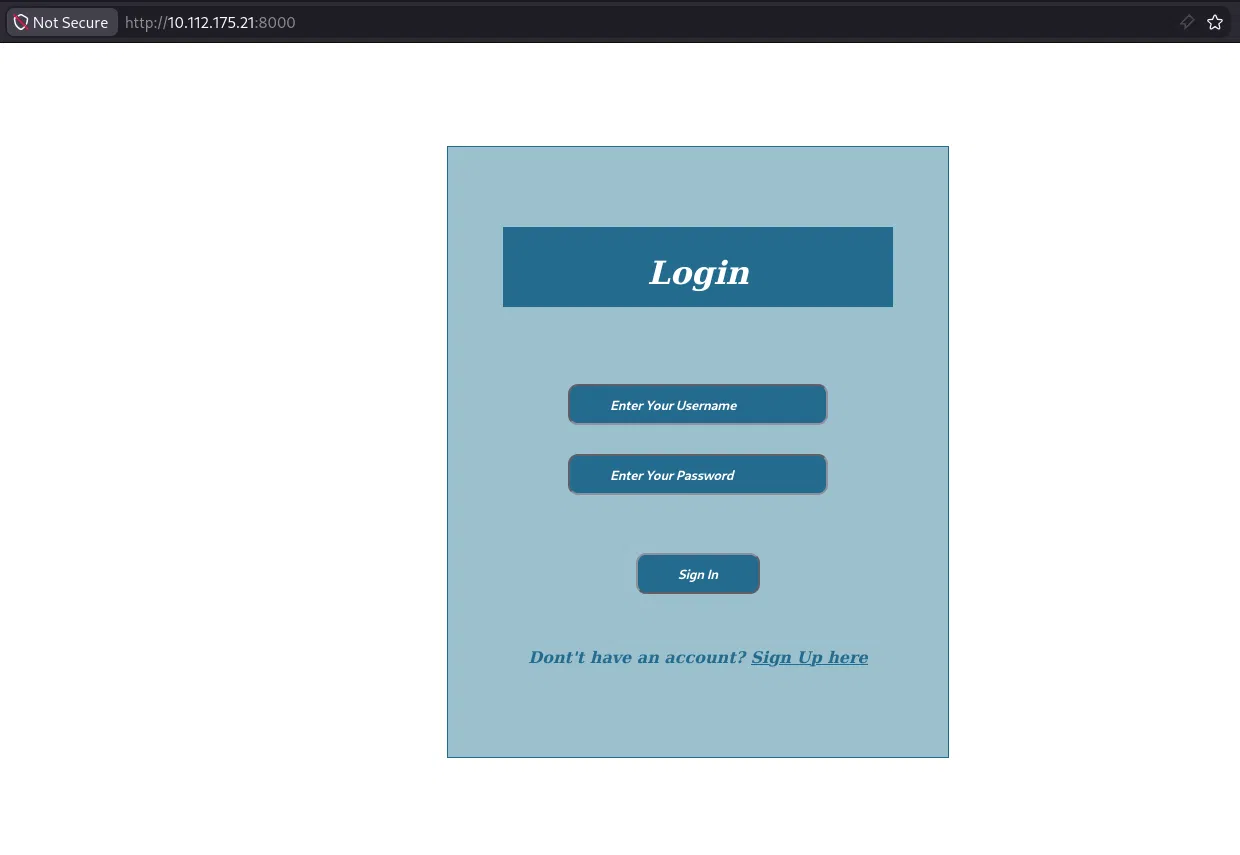 Not Secure http://10.112.175.21:8000
Login
Enter Your Username
Enter Your Password
Sign In
Dont't have an account? Sign Up here